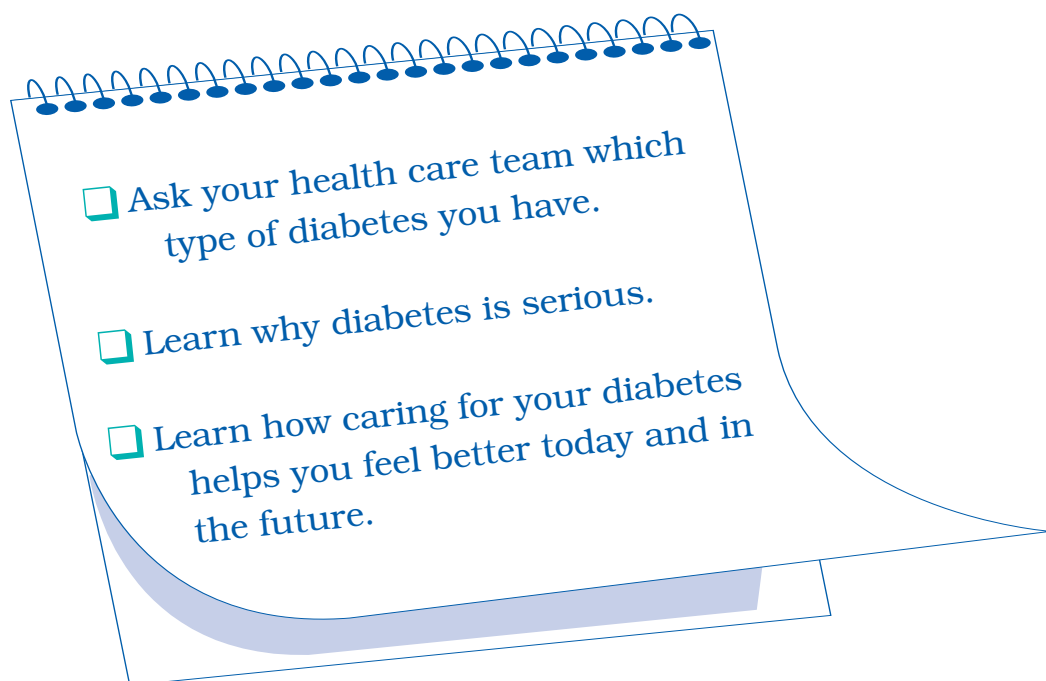 ❏ Ask your health care team which
type of diabetes you have.
❏ Learn why diabetes is serious.
❏ Learn how caring for your diabetes
helps you feel better today and in
the future.